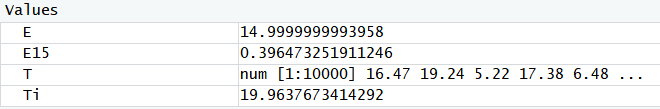 Values
E 14.9999999993958
E15 0.396473251911246
T num [1:10000] 16.47 19.24 5.22 17.38 6.48 ...
Ti 19.9637673414292